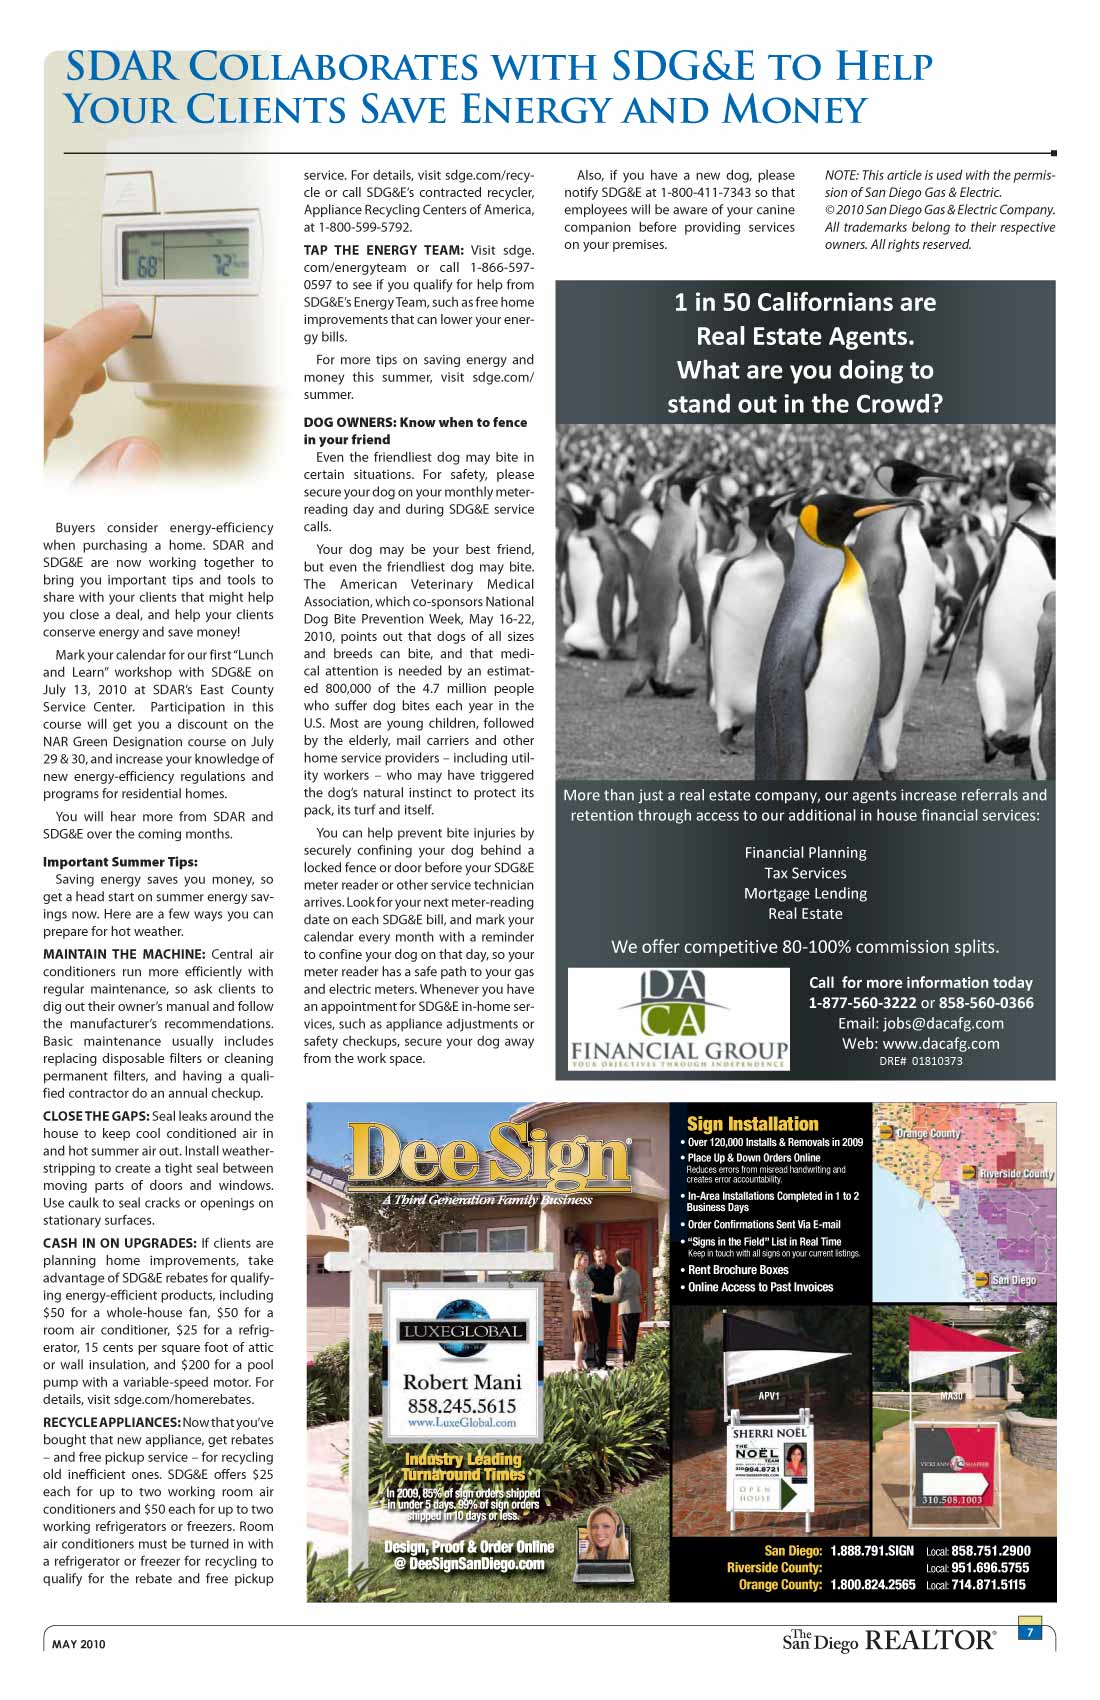 SDAR Collaborates with SDG&E to Help
Your Clients Save Energy and Money
68
72
Buyers consider energy-efficiency
when purchasing a home. SDAR and
SDG&E are now working together to
bring you important tips and tools to
share with your clients that might help
you close a deal, and help your clients
conserve energy and save money!
Mark your calendar for our first “Lunch
and Learn” workshop with SDG&E on
July 13, 2010 at SDAR’s East County
Service Center. Participation in this
course will get you a discount on the
NAR Green Designation course on July
29 & 30, and increase your knowledge of
new energy-efficiency regulations and
programs for residential homes.
You will hear more from SDAR and
SDG&E over the coming months.
Important Summer Tips:
Saving energy saves you money, so
get a head start on summer energy sav-
ings now. Here are a few ways you can
prepare for hot weather.
MAINTAIN THE MACHINE: Central air
conditioners run more efficiently with
regular maintenance, so ask clients to
dig out their owner’s manual and follow
the manufacturer’s recommendations.
Basic maintenance usually includes
replacing disposable filters or cleaning
permanent filters, and having a quali-
fied contractor do an annual checkup.
CLOSE THE GAPS: Seal leaks around the
house to keep cool conditioned air in
and hot summer air out. Install weather-
stripping to create a tight seal between
moving parts of doors and windows.
Use caulk to seal cracks or openings on
stationary surfaces.
CASH IN ON UPGRADES: If clients are
planning home improvements, take
advantage of SDG&E rebates for qualify-
ing energy-efficient products, including
$50 for a whole-house fan, $50 for a
room air conditioner, $25 for a refrig-
erator, 15 cents per square foot of attic
or wall insulation, and $200 for a pool
pump with a variable-speed motor. For
details, visit sdge.com/homerebates.
RECYCLE APPLIANCES: Now that you’ve
bought that new appliance, get rebates
– and free pickup service – for recycling
old inefficient ones. SDG&E offers $25
each for up to two working room air
conditioners and $50 each for up to two
working refrigerators or freezers. Room
air conditioners must be turned in with
a refrigerator or freezer for recycling to
qualify for the rebate and free pickup
service. For details, visit sdge.com/recy-
cle or call SDG&E’s contracted recycler,
Appliance Recycling Centers of America,
at 1-800-599-5792.
TAP THE ENERGY TEAM: Visit sdge.
com/energyteam or call 1-866-597-
0597 to see if you qualify for help from
SDG&E’s Energy Team, such as free home
improvements that can lower your ener-
gy bills.
For more tips on saving energy and
money this summer, visit sdge.com/
summer.
DOG OWNERS: Know when to fence
in your friend
Even the friendliest dog may bite in
certain situations. For safety, please
secure your dog on your monthly meter-
reading day and during SDG&E service
calls.
Your dog may be your best friend,
but even the friendliest dog may bite.
The American Veterinary Medical
Association, which co-sponsors National
Dog Bite Prevention Week, May 16-22,
2010, points out that dogs of all sizes
and breeds can bite, and that medi-
cal attention is needed by an estimat-
ed 800,000 of the 4.7 million people
who suffer dog bites each year in the
U.S. Most are young children, followed
by the elderly, mail carriers and other
home service providers – including util-
ity workers – who may have triggered
the dog’s natural instinct to protect its
pack, its turf and itself.
You can help prevent bite injuries by
securely confining your dog behind a
locked fence or door before your SDG&E
meter reader or other service technician
arrives. Look for your next meter-reading
date on each SDG&E bill, and mark your
calendar every month with a reminder
to confine your dog on that day, so your
meter reader has a safe path to your gas
and electric meters. Whenever you have
an appointment for SDG&E in-home ser-
vices, such as appliance adjustments or
safety checkups, secure your dog away
from the work space.
Also, if you have a new dog, please
notify SDG&E at 1-800-411-7343 so that
employees will be aware of your canine
companion before providing services
on your premises.
NOTE: This article is used with the permis-
sion of San Diego Gas & Electric.
© 2010 San Diego Gas & Electric Company.
All trademarks belong to their respective
owners. All rights reserved.
1 in 50 Californians are
Real Estate Agents.
What are you doing to
stand out in the Crowd?
More than just a real estate company, our agents increase referrals and
retention through access to our additional in house financial services:
Financial Planning
Tax Services
Mortgage Lending
Real Estate
We offer competitive 80-100% commission splits.
DA
CA
FINANCIAL GROUP
YOUR OBJECTIVES THROUGH INDEPENDENCE
Call for more information today
1-877-560-3222 or 858-560-0366
Email: jobs@dacafg.com
Web: www.dacafg.com
DRE# 01810373
Dee Sign®
A Third Generation Family Business
LUXEGLOBAL
Robert Mani
858.245.5615
www.LuxeGlobal.com
Industry Leading
Turnaround Times
In 2009, 85% of sign orders shipped
in under 5 days. 99% of sign orders
shipped in 10 days or less.
Design, Proof & Order Online
@ DeeSignSanDiego.com
Sign Installation
• Over 120,000 Installs & Removals in 2009
• Place Up & Down Orders Online
Reduces errors from misread handwriting and
creates error accountability.
• In-Area Installations Completed in 1 to 2
Business Days
• Order Confirmations Sent Via E-mail
• “Signs in the Field” List in Real Time
Keep in touch with all signs on your current listings.
• Rent Brochure Boxes
• Online Access to Past Invoices
Orange County
Riverside County
San Diego
APV1
SHERRI NOËL
THE
NOËL
TEAM
OPEN
HOUSE
MA30
VICKI ANN SHAFFER
310.508.1003
San Diego: 1.888.791.SIGN Local: 858.751.2900
Riverside County: Local: 951.696.5755
Orange County: 1.800.824.2565 Local: 714.871.5115
MAY 2010
The San Diego REALTOR®
7